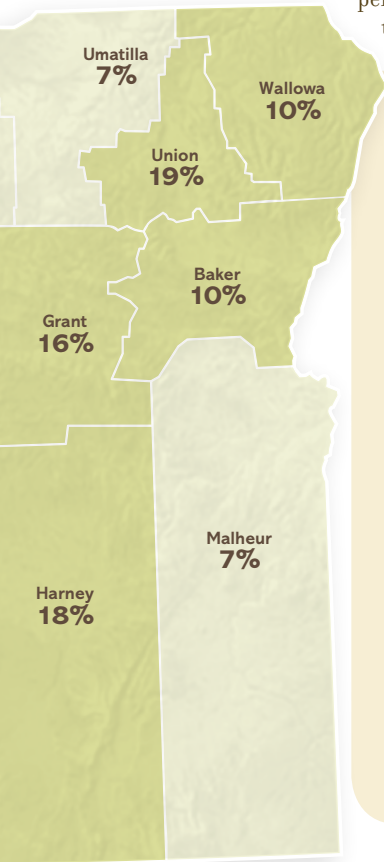 Umatilla
7%
Wallowa
10%
Union
19%
Baker
10%
Grant
16%
Malheur
7%
Harney
18%